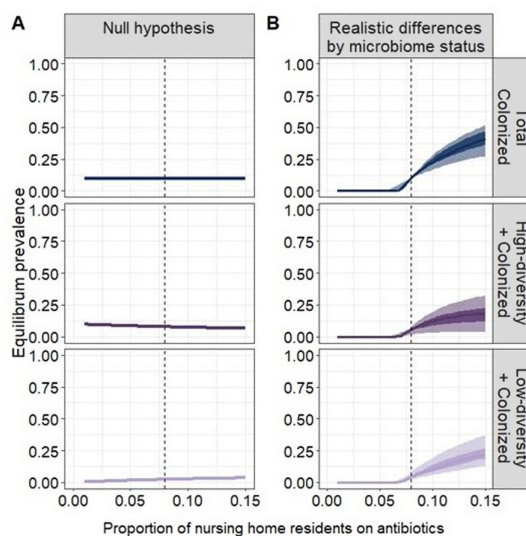 A
B
Null hypothesis
Realistic differences
by microbiome status
1.00
0.75
0.50
0.25
0.00
1.00
0.75
0.50
0.25
0.00
Total
Colonized
1.00
0.75
0.50
0.25
0.00
1.00
0.75
0.50
0.25
0.00
High-diversity
+ Colonized
1.00
0.75
0.50
0.25
0.00
1.00
0.75
0.50
0.25
0.00
Low-diversity
+ Colonized
Equilibrum prevalence
0.00 0.05 0.10 0.15
0.00 0.05 0.10 0.15
Proportion of nursing home residents on antibiotics